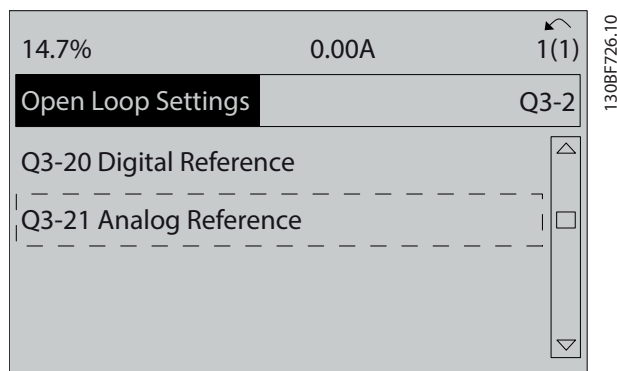 14.7% 0.00A 1(1)
Open Loop Settings Q3-2
Q3-20 Digital Reference
Q3-21 Analog Reference
130BF726.10